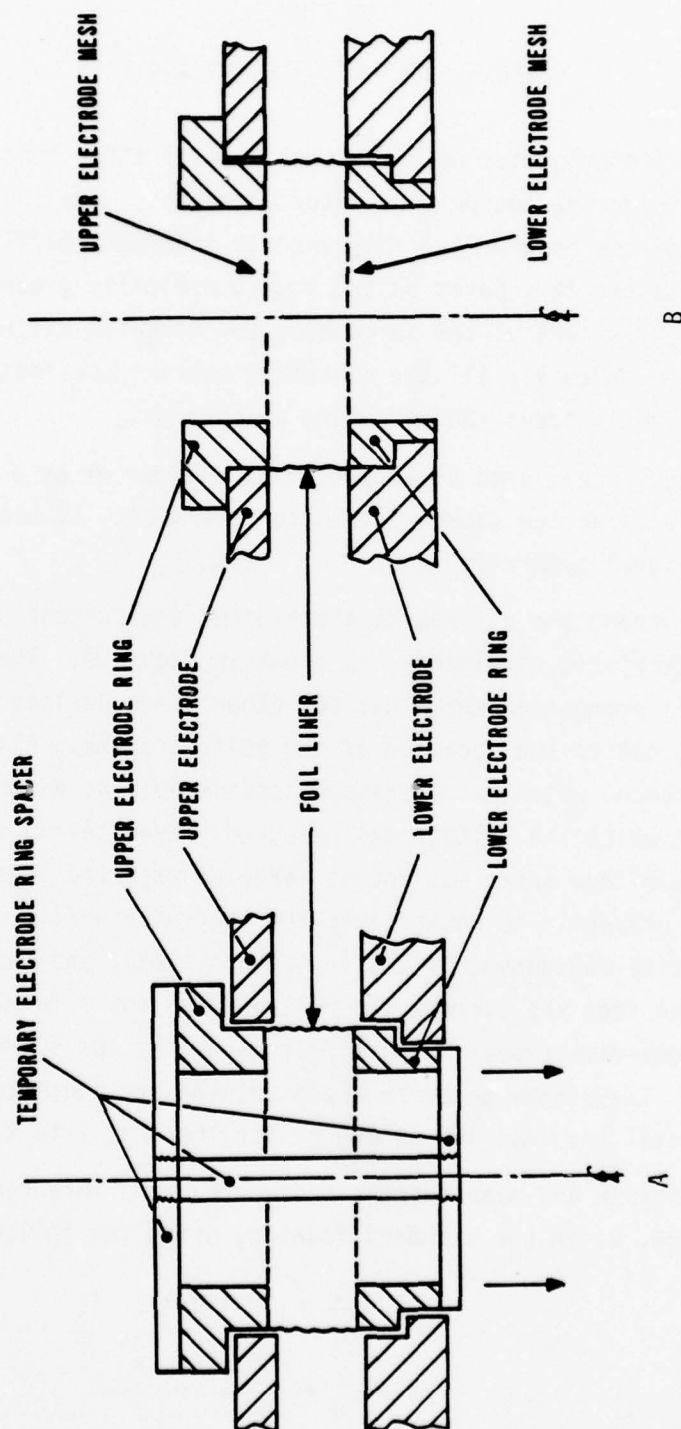 TEMPORARY ELECTRODE RING SPACER
UPPER ELECTRODE RING
UPPER ELECTRODE
FOIL LINER
LOWER ELECTRODE
LOWER ELECTRODE RING
UPPER ELECTRODE MESH
LOWER ELECTRODE MESH
℄
A
℄
B